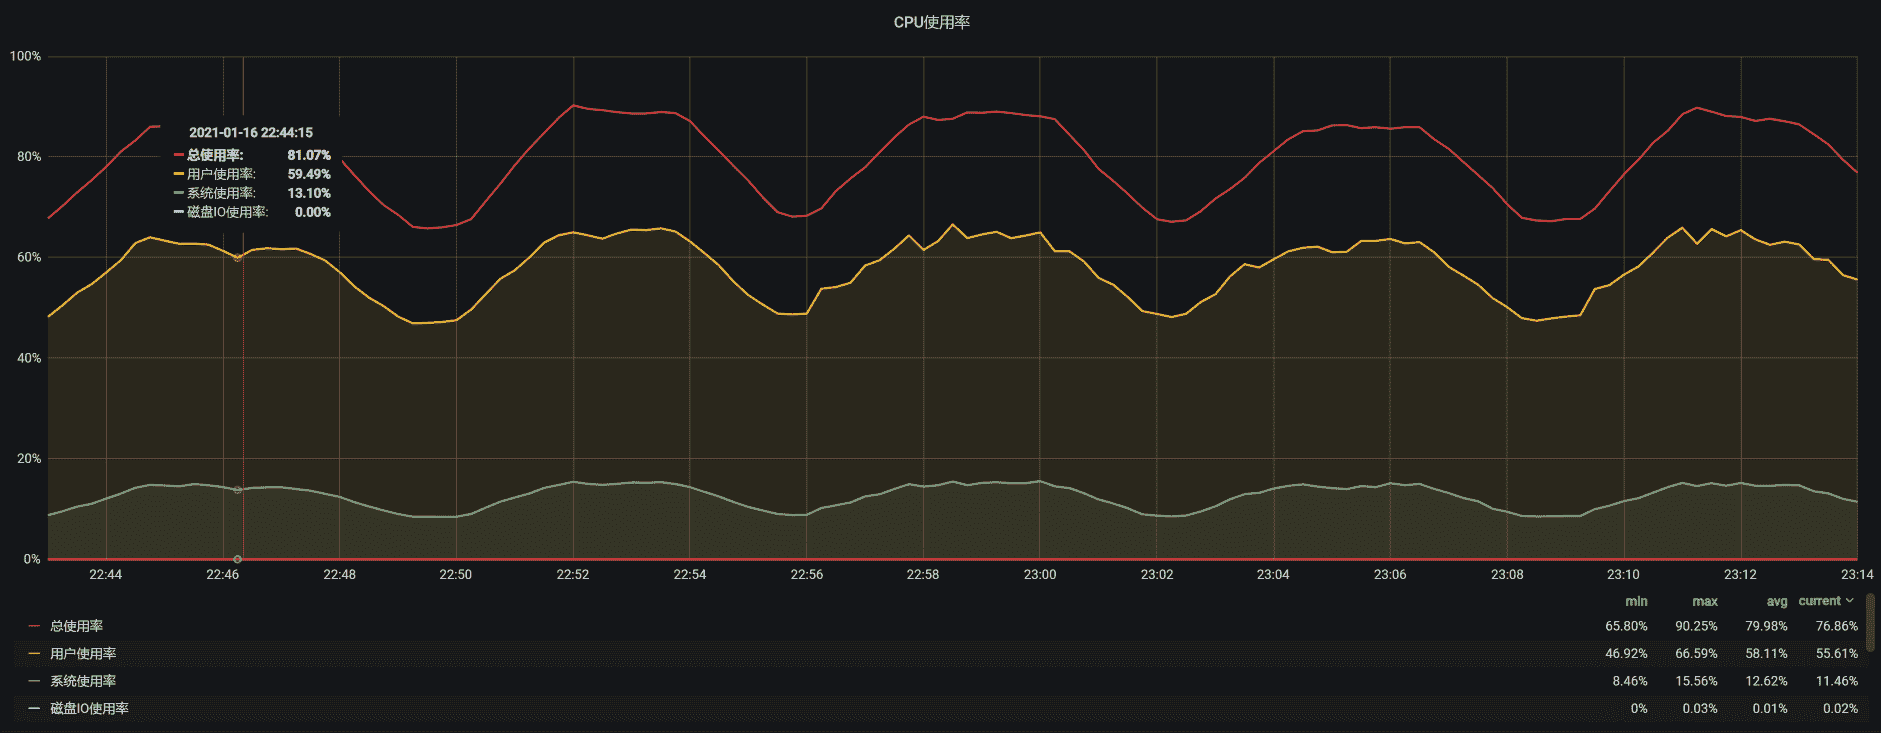 CPU使用率
100%
80%
60%
40%
20%
0%
2021-01-16 22:44:15
总使用率: 81.07%
用户使用率: 59.49%
系统使用率: 13.10%
磁盘IO使用率: 0.00%
22:44 22:46 22:48 22:50 22:52 22:54 22:56 22:58 23:00 23:02 23:04 23:06 23:08 23:10 23:12 23:14
min max avg current
总使用率 65.80% 90.25% 79.98% 76.86%
用户使用率 46.92% 66.59% 58.11% 55.61%
系统使用率 8.46% 15.56% 12.62% 11.46%
磁盘IO使用率 0% 0.03% 0.01% 0.02%